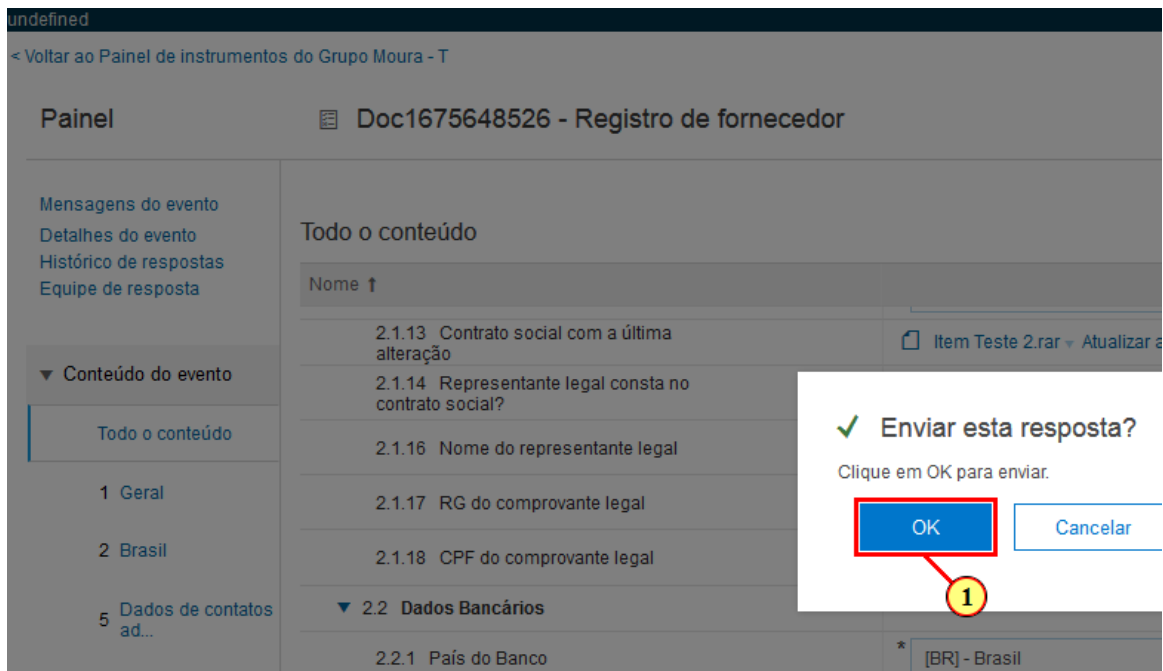 undefined
< Voltar ao Painel de instrumentos do Grupo Moura - T
Painel
Doc1675648526 - Registro de fornecedor
Mensagens do evento
Detalhes do evento
Histórico de respostas
Equipe de resposta
▼ Conteúdo do evento
Todo o conteúdo
1 Geral
2 Brasil
5 Dados de contatos
ad...
Todo o conteúdo
Nome ↑
2.1.13 Contrato social com a última
alteração
Item Teste 2.rar ▾ Atualizar a
2.1.14 Representante legal consta no
contrato social?
2.1.16 Nome do representante legal
2.1.17 RG do comprovante legal
2.1.18 CPF do comprovante legal
▼ 2.2 Dados Bancários
2.2.1 País do Banco
* [BR] - Brasil
Enviar esta resposta?
Clique em OK para enviar.
OK
Cancelar
1